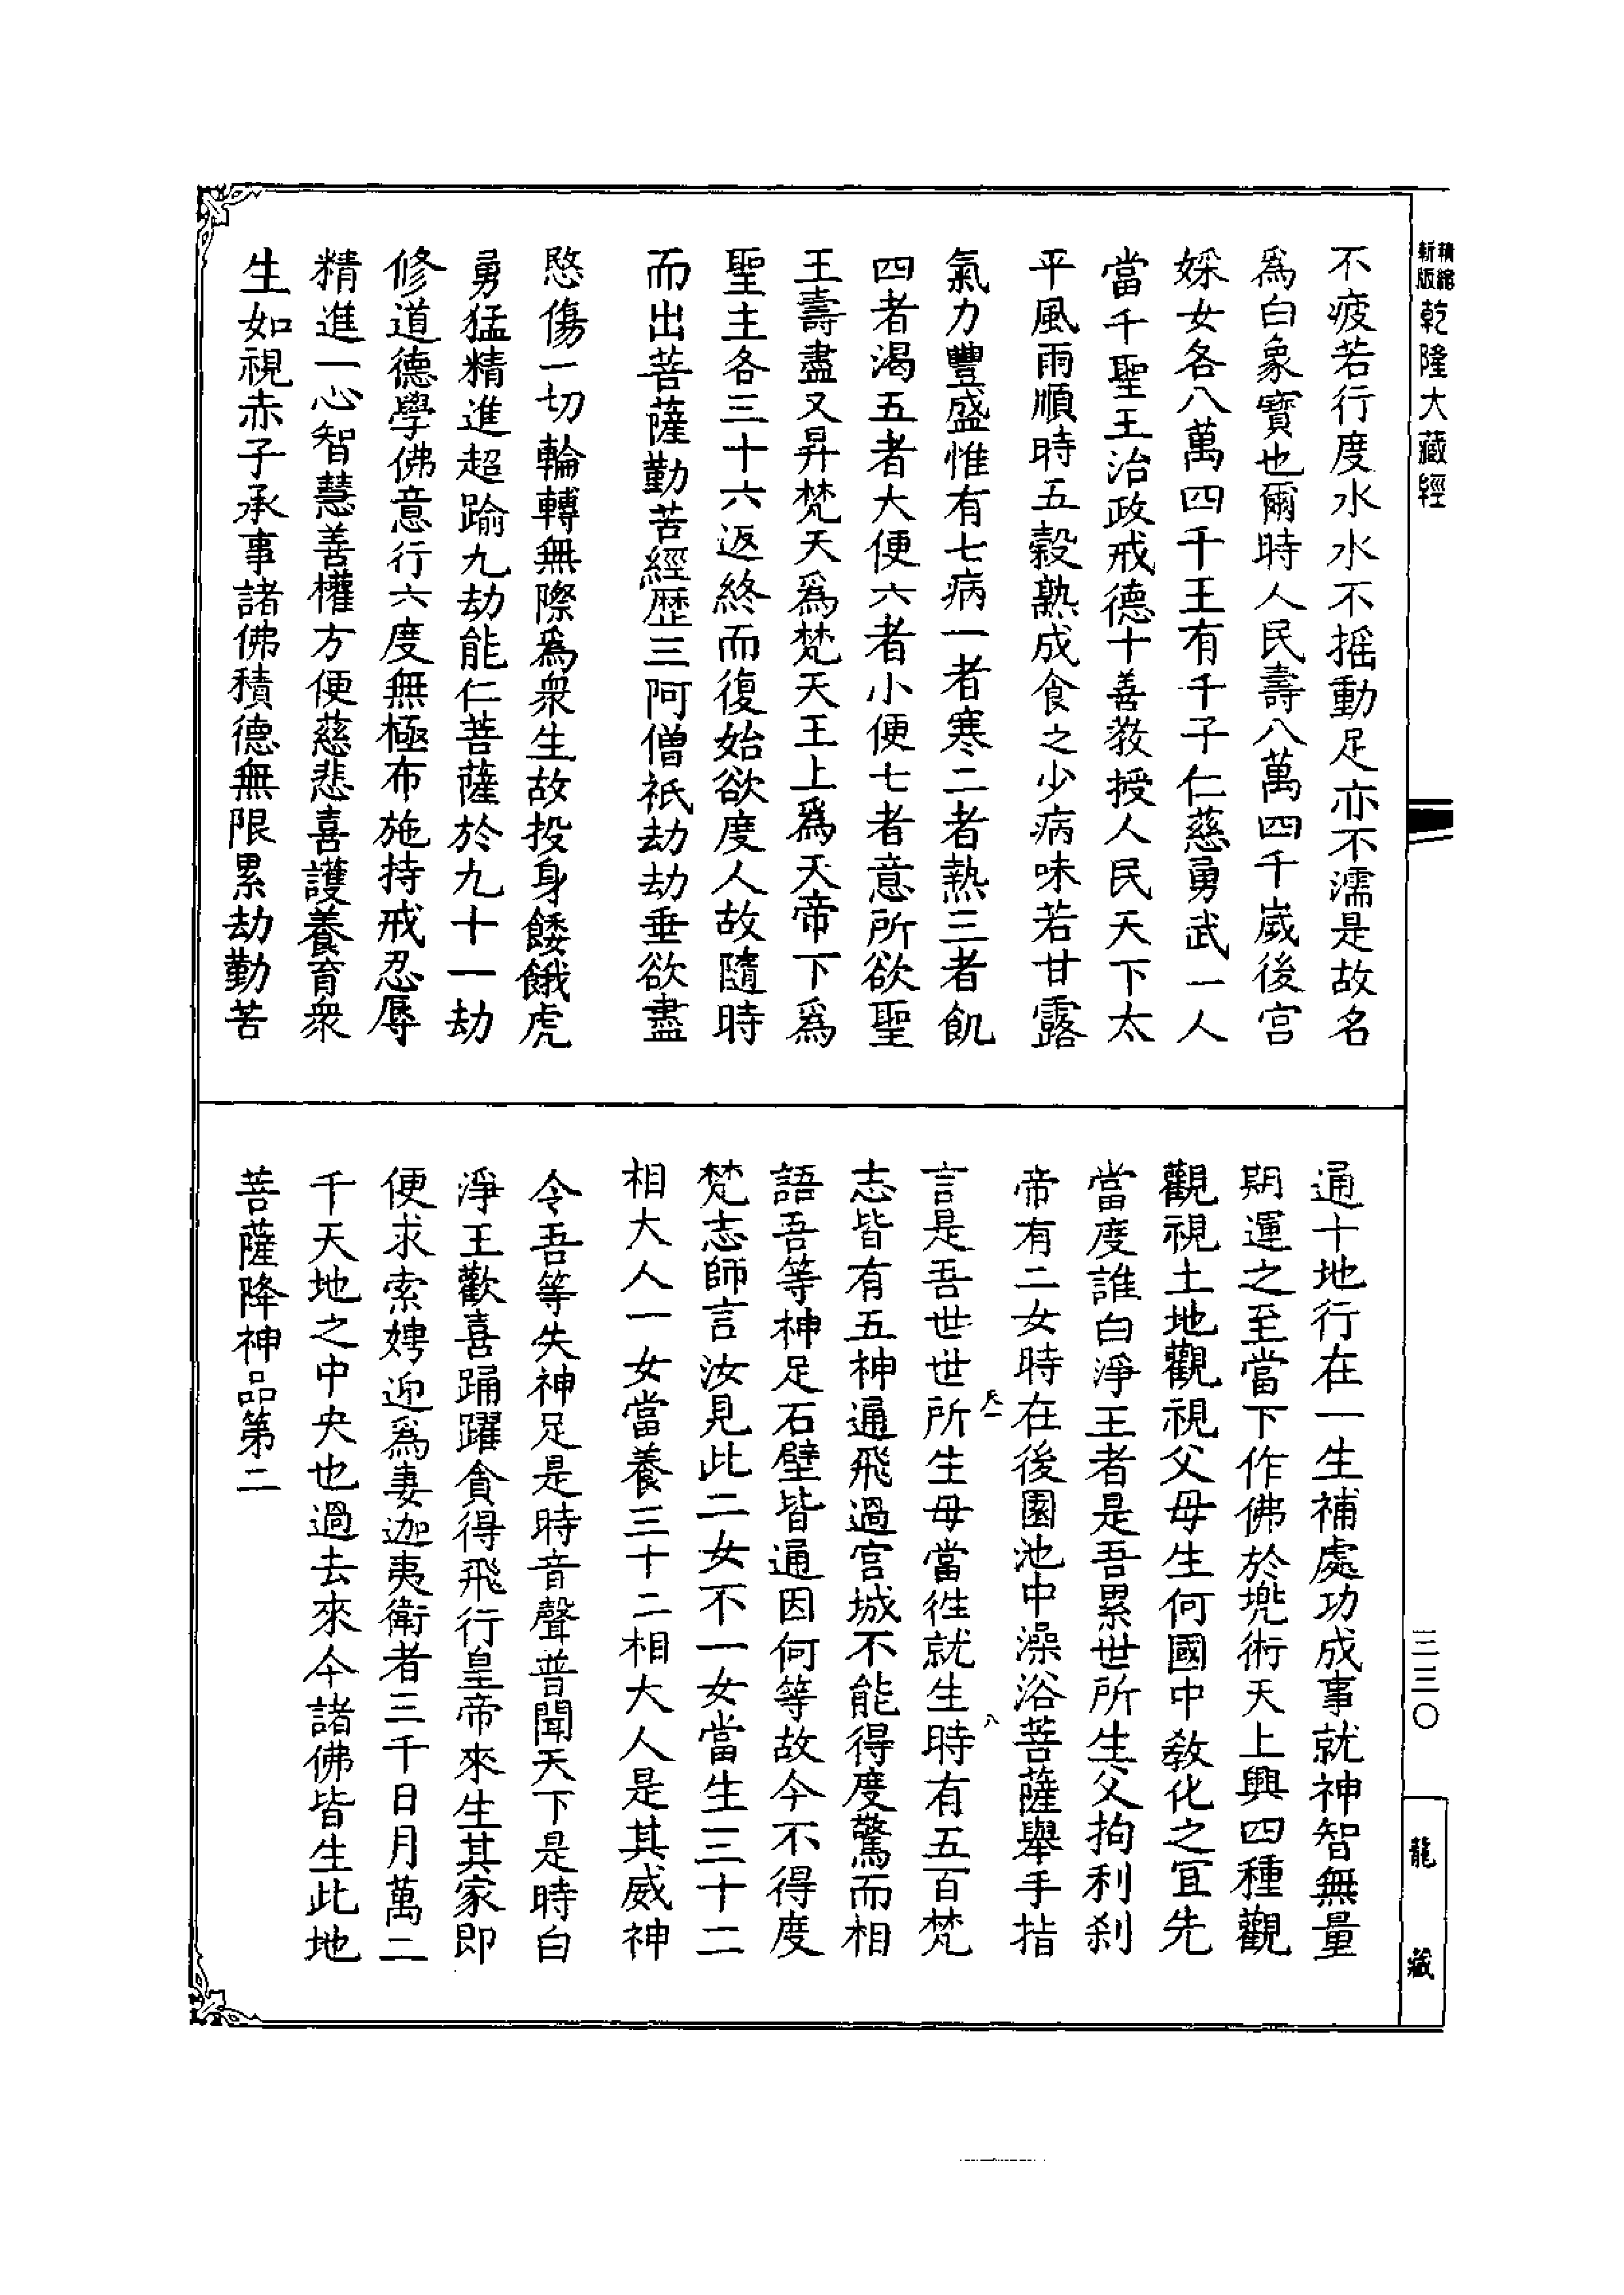 精縮新版乾隆大藏經
不疲若行度水水不摇動足亦不濡是故名
爲白象寶也爾時人民壽八萬四千嵗後宫
婇女各八萬四千王有千子仁慈勇武一人
當千聖王治政戒德十善教授人民天下太
平風雨順時五穀熟成食之少病味若甘露
氣力豐盛惟有七病一者寒二者熱三者飢
四者渴五者大便六者小便七者意所欲聖
王壽盡又昇梵天爲梵天王上爲天帝下爲
聖主各三十六返終而復始欲度人故隨時
而出菩薩勤苦經歴三阿僧祇劫劫垂欲盡
愍傷一切輪轉無際爲衆生故投身餧餓虎
勇猛精進超踰九劫能仁菩薩於九十一劫
修道德學佛意行六度無極布施持戒忍辱
精進一心智慧善權方便慈悲喜護養育衆
生如視赤子承事諸佛積德無限累劫勤苦
通十地行在一生補處功成事就神智無量
期運之至當下作佛於兠術天上興四種觀
觀視土地觀視父母生何國中教化之宜先
當度誰白淨王者是吾累世所生父拘利刹
帝有二女時在後園池中澡浴菩薩舉手指
言是吾世世所生母當徃就生時有五百梵
志皆有五神通飛過宫城不能得度驚而相
語吾等神足石壁皆通因何等故今不得度
梵志師言汝見此二女不一女當生三十二
相大人一女當養三十二相大人是其威神
令吾等失神足是時音聲普聞天下是時白
淨王歡喜踊躍貪得飛行皇帝來生其家即
便求索娉迎爲妻迦夷衛者三千日月萬二
千天地之中央也過去來今諸佛皆生此地
菩薩降神品第二
三三〇
龍藏